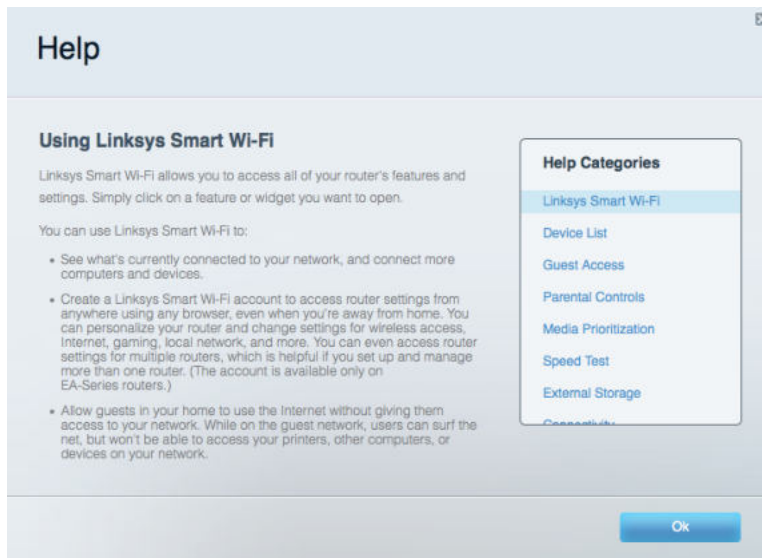 Help
Using Linksys Smart Wi-Fi
Linksys Smart Wi-Fi allows you to access all of your router's features and
settings. Simply click on a feature or widget you want to open.
You can use Linksys Smart Wi-Fi to:
• See what's currently connected to your network, and connect more
computers and devices.
• Create a Linksys Smart Wi-Fi account to access router settings from
anywhere using any browser, even when you're away from home. You
can personalize your router and change settings for wireless access,
Internet, gaming, local network, and more. You can even access router
settings for multiple routers, which is helpful if you set up and manage
more than one router. (The account is available only on
EA-Series routers.)
• Allow guests in your home to use the Internet without giving them
access to your network. While on the guest network, users can surf the
net, but won't be able to access your printers, other computers, or
devices on your network.
Help Categories
Linksys Smart Wi-Fi
Device List
Guest Access
Parental Controls
Media Prioritization
Speed Test
External Storage
Connectivity
Ok